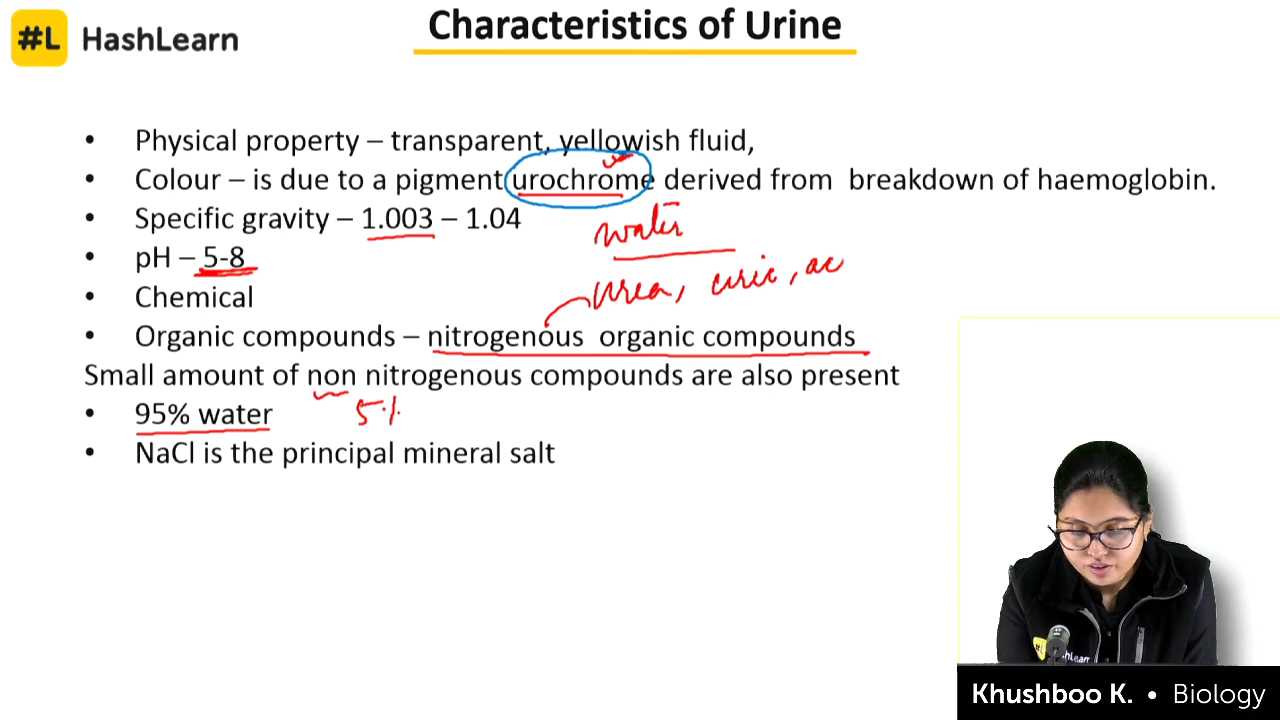 #L HashLearn
Characteristics of Urine
• Physical property – transparent, yellowish fluid,
• Colour – is due to a pigment urochrome derived from breakdown of haemoglobin.
• Specific gravity – 1.003 – 1.04
water
• pH – 5-8
urea, uric, ac
• Chemical
• Organic compounds – nitrogenous organic compounds
Small amount of non nitrogenous compounds are also present
• 95% water
5%
• NaCl is the principal mineral salt
#L HashLearn
Khushboo K. • Biology